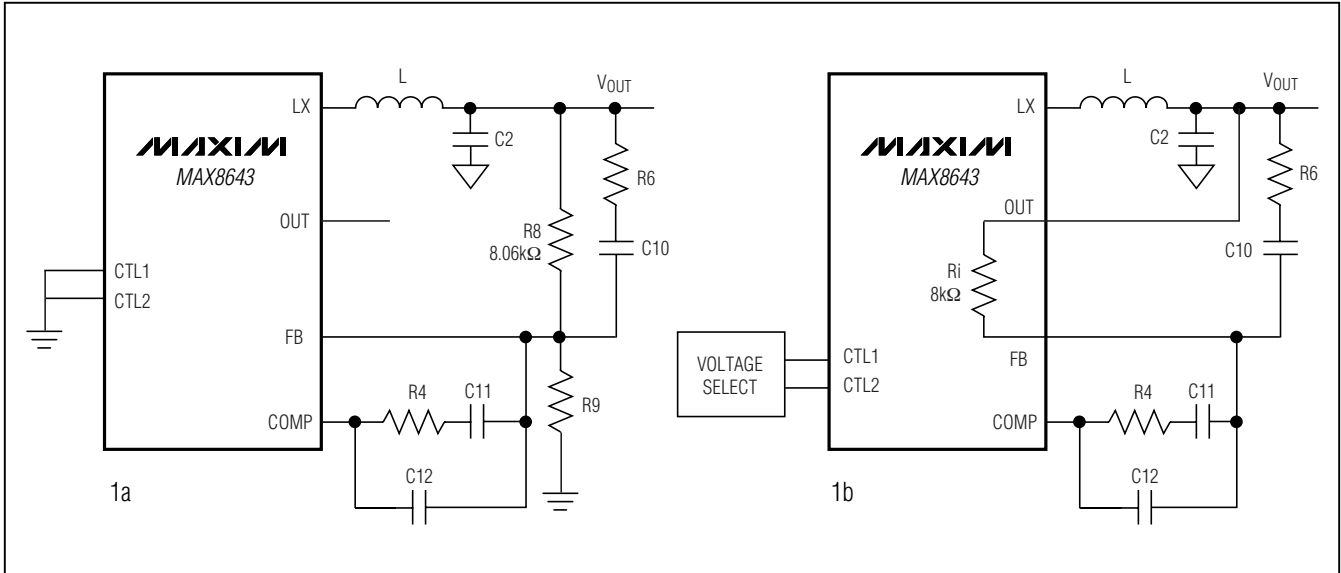 L
VOUT
LX
C2
MAXIM
MAX8643
R6
OUT
R8
8.06kΩ
C10
CTL1
CTL2
FB
R4
C11
R9
COMP
C12
1a
L
VOUT
LX
C2
MAXIM
MAX8643
R6
OUT
C10
Ri
8kΩ
VOLTAGE
SELECT
CTL1
CTL2
FB
R4
C11
COMP
C12
1b